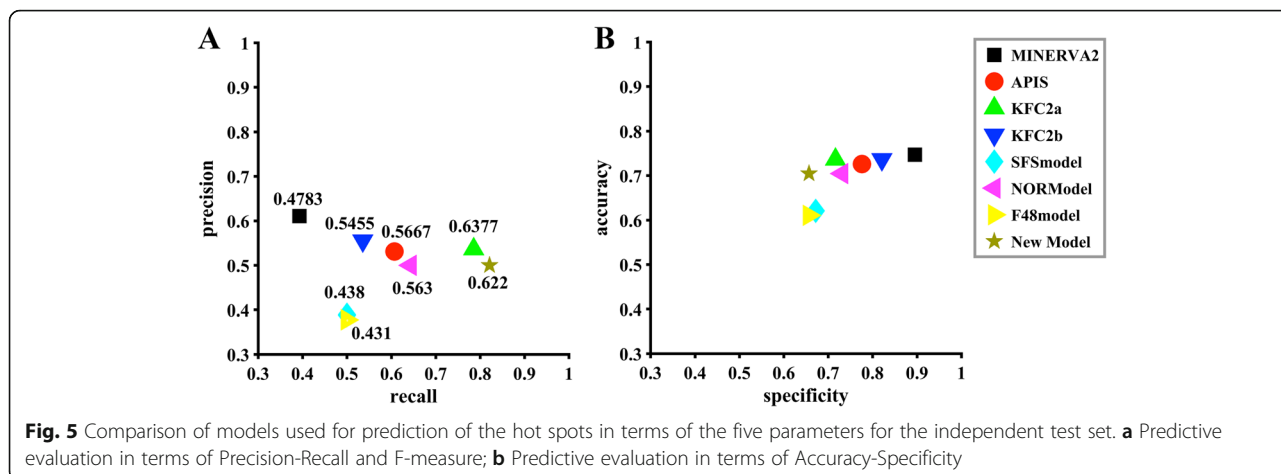 A
1
0.9
0.8
0.7
0.6
0.5
0.4
0.3
precision
0.4783
0.5455
0.5667
0.6377
0.563
0.622
0.438
0.431
0.3 0.4 0.5 0.6 0.7 0.8 0.9 1
recall
B
1
0.9
0.8
0.7
0.6
0.5
0.4
0.3
accuracy
0.3 0.4 0.5 0.6 0.7 0.8 0.9 1
specificity
MINERVA2
APIS
KFC2a
KFC2b
SFSmodel
NORModel
F48model
New Model
Fig. 5 Comparison of models used for prediction of the hot spots in terms of the five parameters for the independent test set. a Predictive
evaluation in terms of Precision-Recall and F-measure; b Predictive evaluation in terms of Accuracy-Specificity